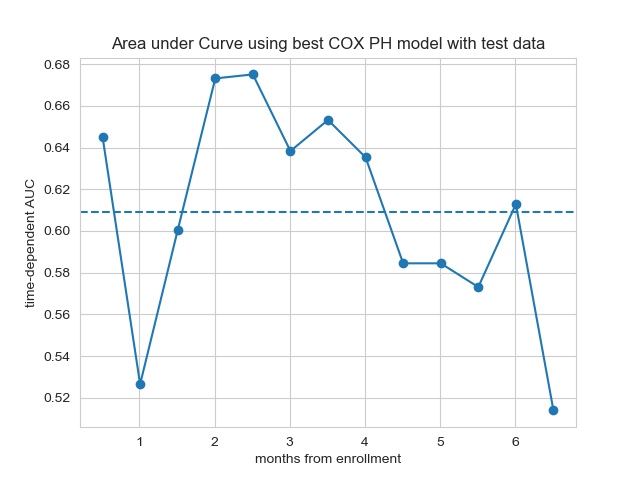 Area under Curve using best COX PH model with test data
0.68
0.66
0.64
0.62
0.60
0.58
0.56
0.54
0.52
time-dependent AUC
1 2 3 4 5 6
months from enrollment